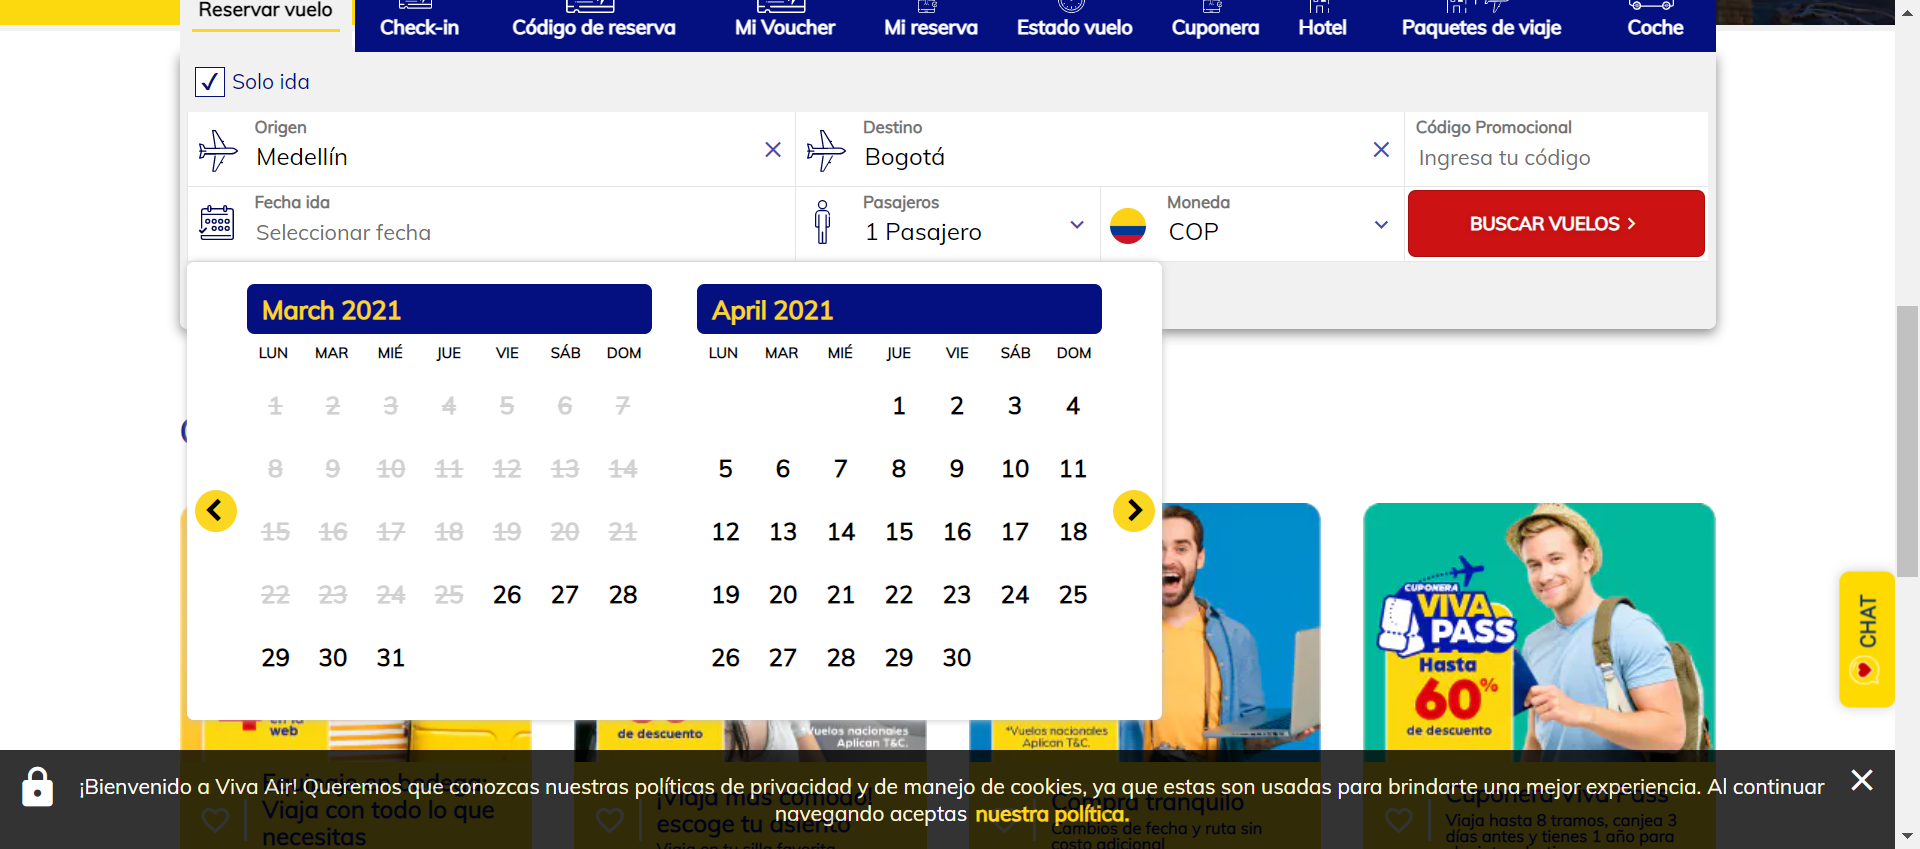 Reservar vuelo
Check-in
Código de reserva
Mi Voucher
Mi reserva
Estado vuelo
Cuponera
Hotel
Paquetes de viaje
Coche
Solo ida
Origen
Medellín
Destino
Bogotá
Código Promocional
Ingresa tu código
Fecha ida
Seleccionar fecha
Pasajeros
1 Pasajero
Moneda
COP
BUSCAR VUELOS
March 2021
LUN MAR MIÉ JUE VIE SÁB DOM
1 2 3 4 5 6 7
8 9 10 11 12 13 14
15 16 17 18 19 20 21
22 23 24 25 26 27 28
29 30 31
April 2021
LUN MAR MIÉ JUE VIE SÁB DOM
1 2 3 4
5 6 7 8 9 10 11
12 13 14 15 16 17 18
19 20 21 22 23 24 25
26 27 28 29 30
en la
web
de descuento
*Vuelos nacionales
Aplican T&C.
*Vuelos nacionales
Aplican T&C.
CUPONERA
VIVA
PASS
Hasta
60%
de descuento
CHAT
¡Bienvenido a Viva Air! Queremos que conozcas nuestras políticas de privacidad y de manejo de cookies, ya que estas son usadas para brindarte una mejor experiencia. Al continuar
navegando aceptas nuestra política.
Equipaje en bodega:
Viaja con todo lo que
necesitas
¡Viaja más cómodo!
escoge tu asiento
Viaja en tu silla favorita
Compra tranquilo
Cambios de fecha y ruta sin
costo adicional
Cuponera Viva Pass
Viaja hasta 8 tramos, canjea 3
días antes y tienes 1 año para